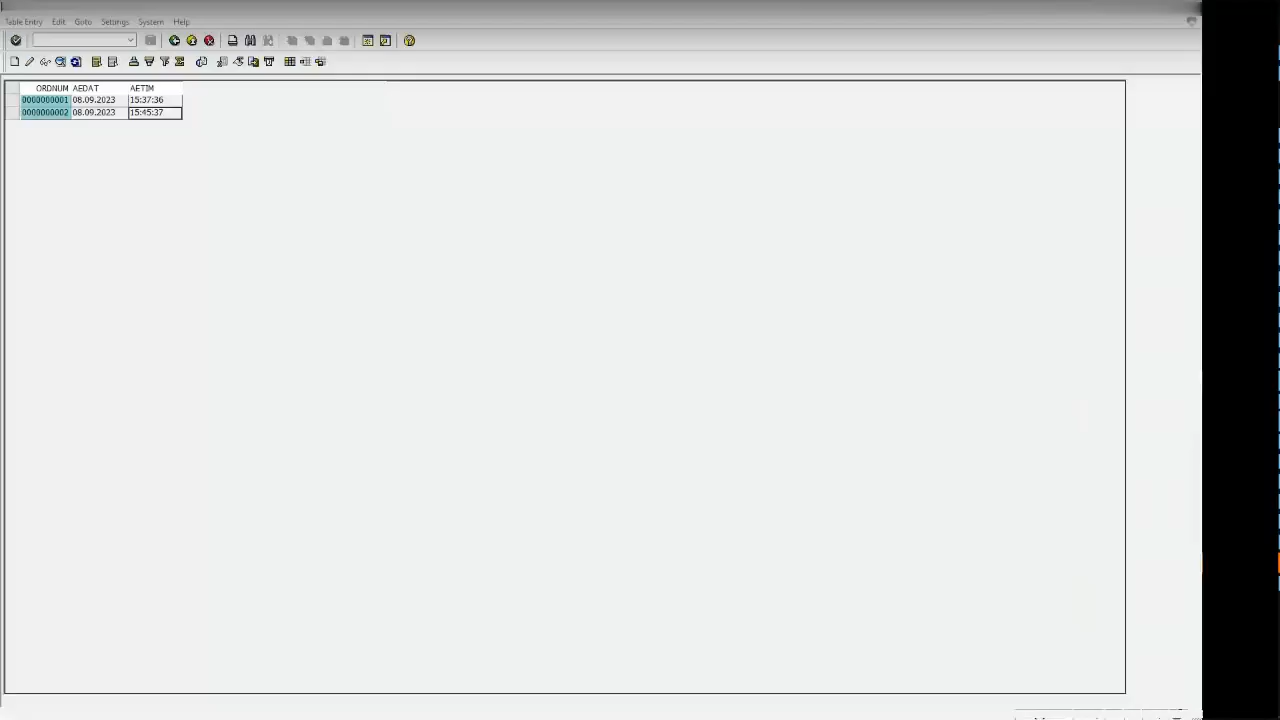 Table Entry Edit Goto Settings System Help
ORDNUM AEDAT AETIM
0000000001 08.09.2023 15:37:36
0000000002 08.09.2023 15:45:37